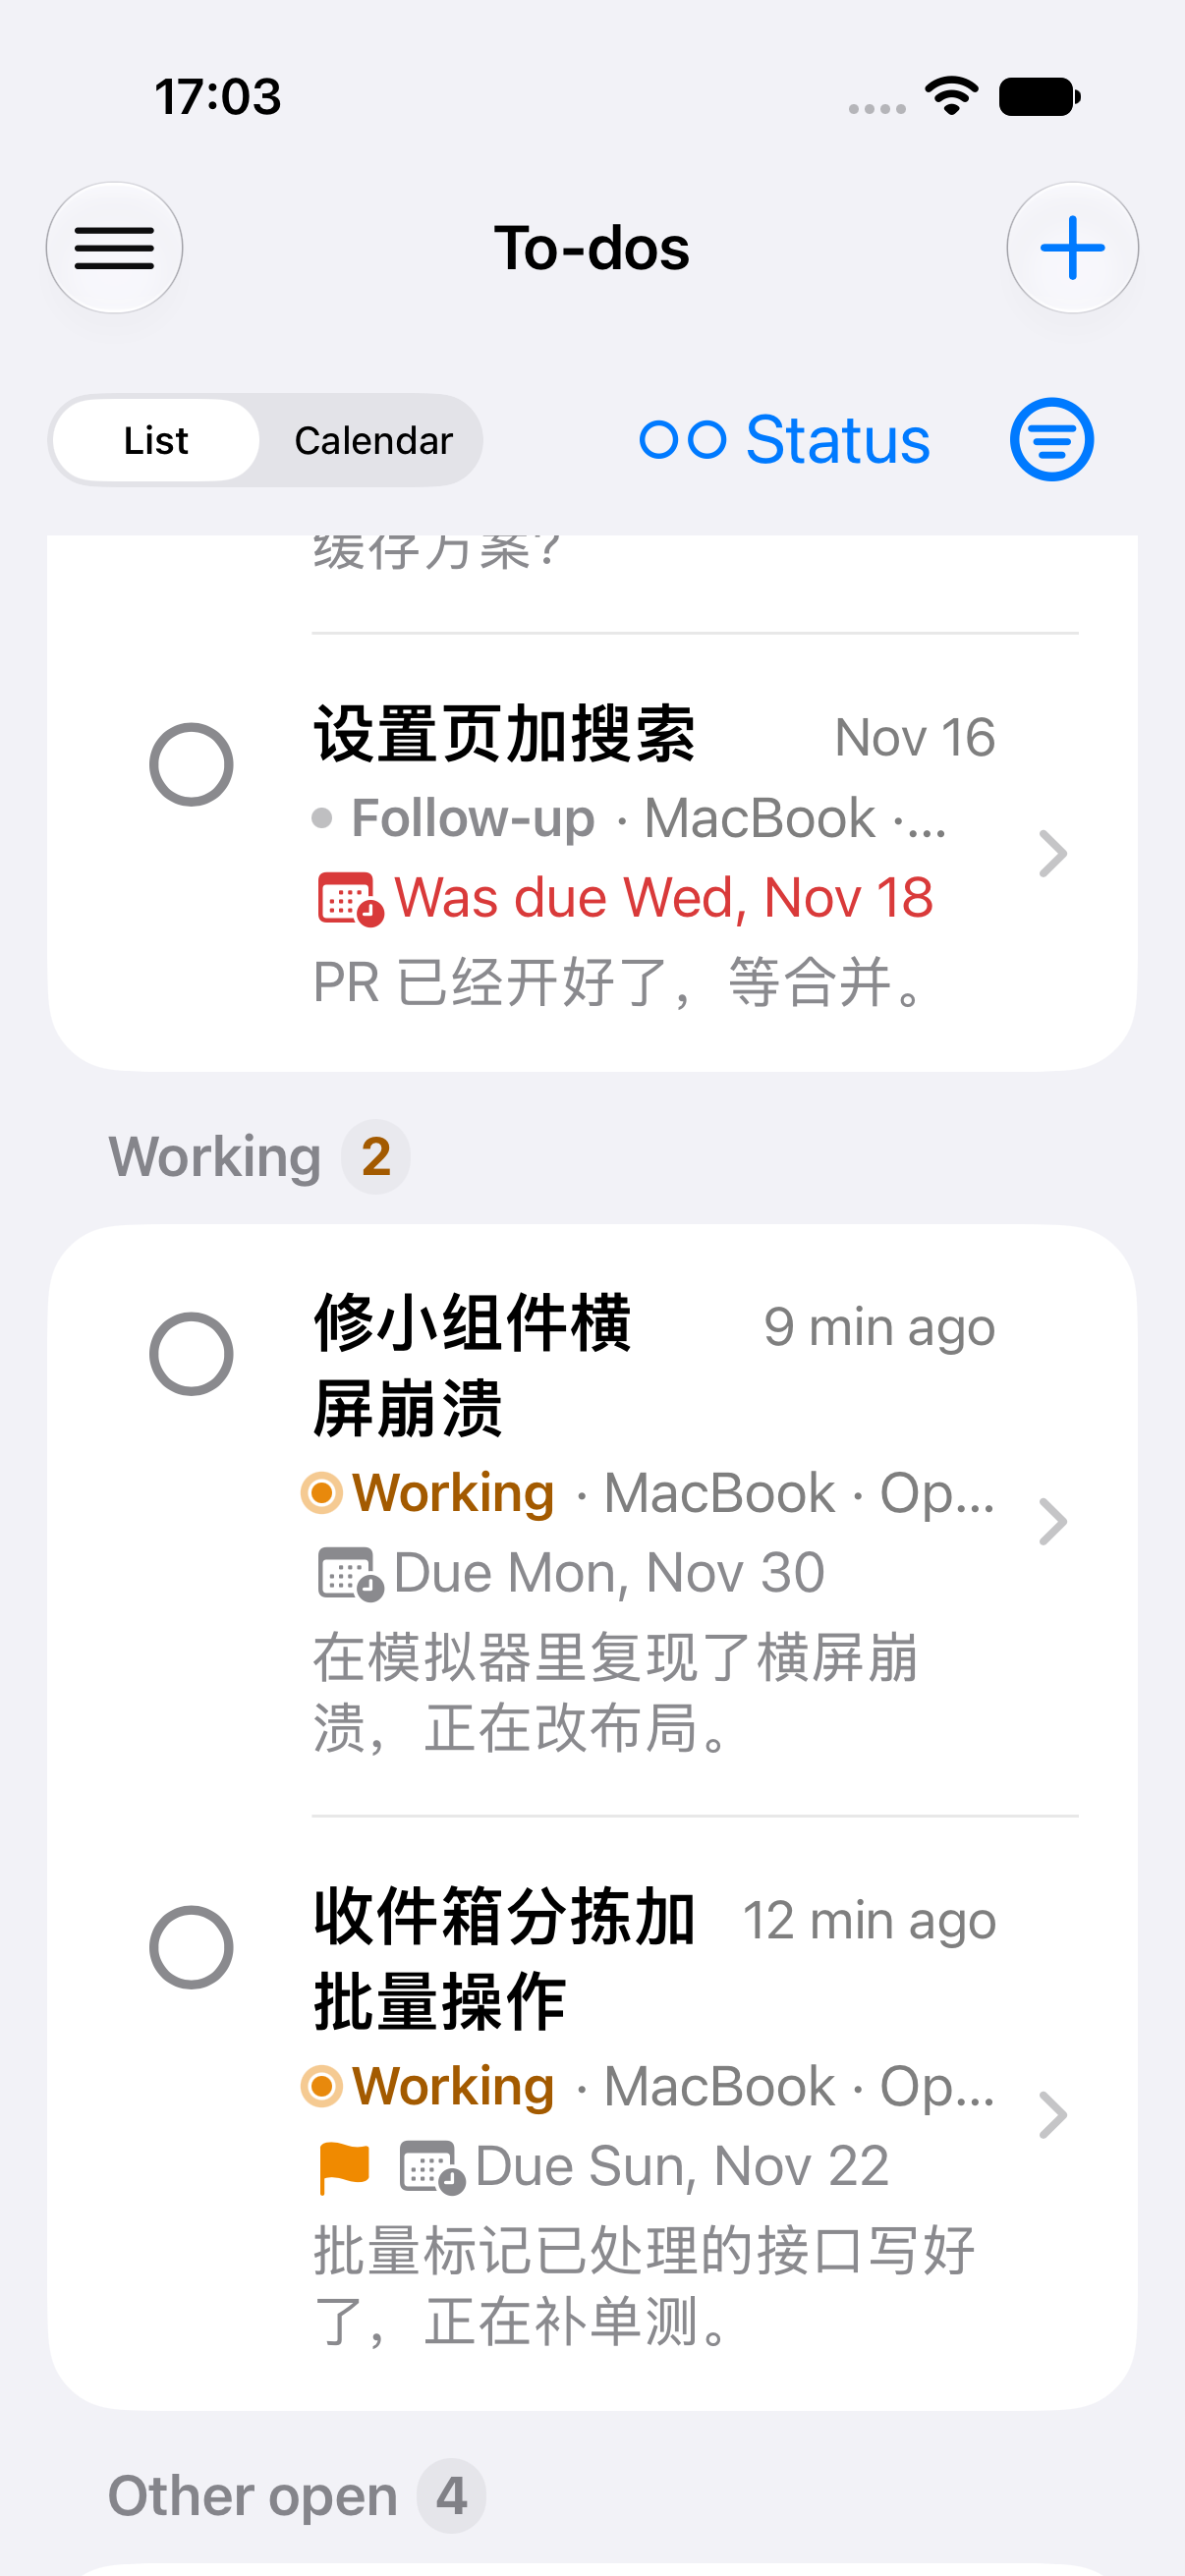 17:03
To-dos
List
Calendar
Status
缓存方案？
设置页加搜索
Nov 16
Follow-up · MacBook ·...
Was due Wed, Nov 18
PR 已经开好了，等合并。
Working 2
修小组件横
屏崩溃
9 min ago
Working · MacBook · Op...
Due Mon, Nov 30
在模拟器里复现了横屏崩
溃，正在改布局。
收件箱分拣加
批量操作
12 min ago
Working · MacBook · Op...
Due Sun, Nov 22
批量标记已处理的接口写好
了，正在补单测。
Other open 4